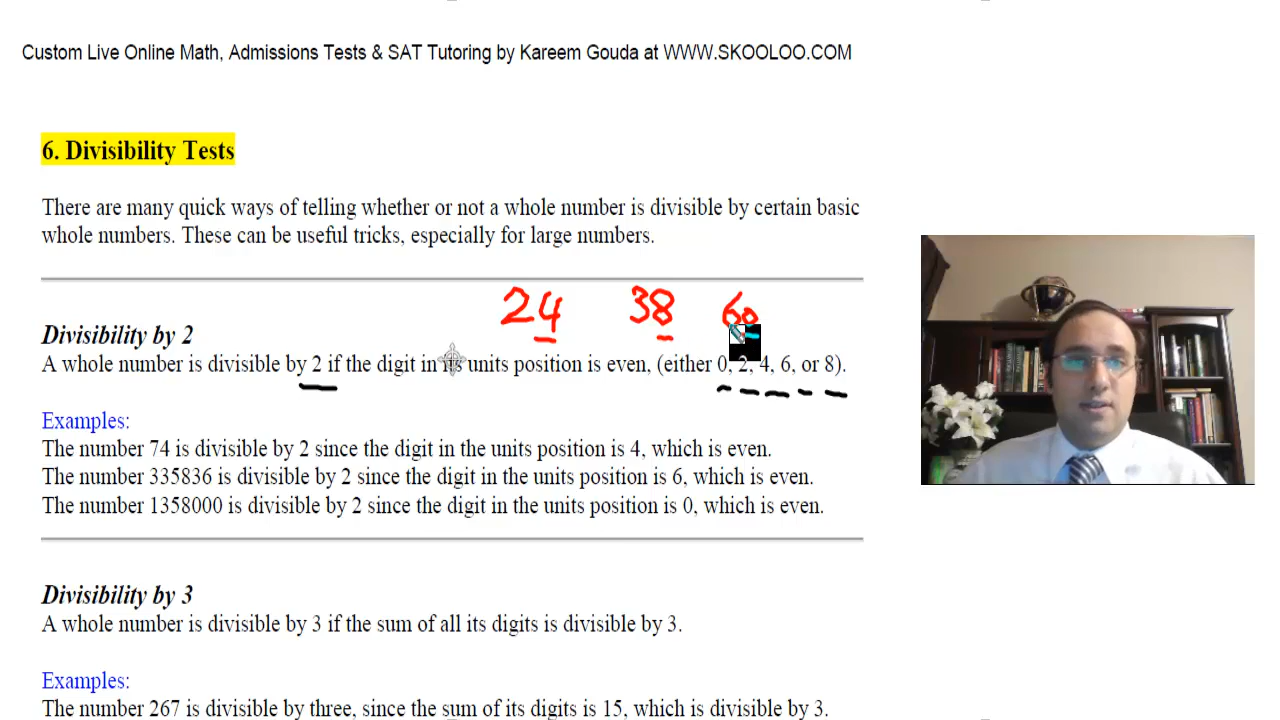 Custom Live Online Math, Admissions Tests & SAT Tutoring by Kareem Gouda at WWW.SKOOLOO.COM
6. Divisibility Tests
There are many quick ways of telling whether or not a whole number is divisible by certain basic
whole numbers. These can be useful tricks, especially for large numbers.
24 38 60
Divisibility by 2
A whole number is divisible by 2 if the digit in its units position is even, (either 0, 2, 4, 6, or 8).
Examples:
The number 74 is divisible by 2 since the digit in the units position is 4, which is even.
The number 335836 is divisible by 2 since the digit in the units position is 6, which is even.
The number 1358000 is divisible by 2 since the digit in the units position is 0, which is even.
Divisibility by 3
A whole number is divisible by 3 if the sum of all its digits is divisible by 3.
Examples:
The number 267 is divisible by three, since the sum of its digits is 15, which is divisible by 3.